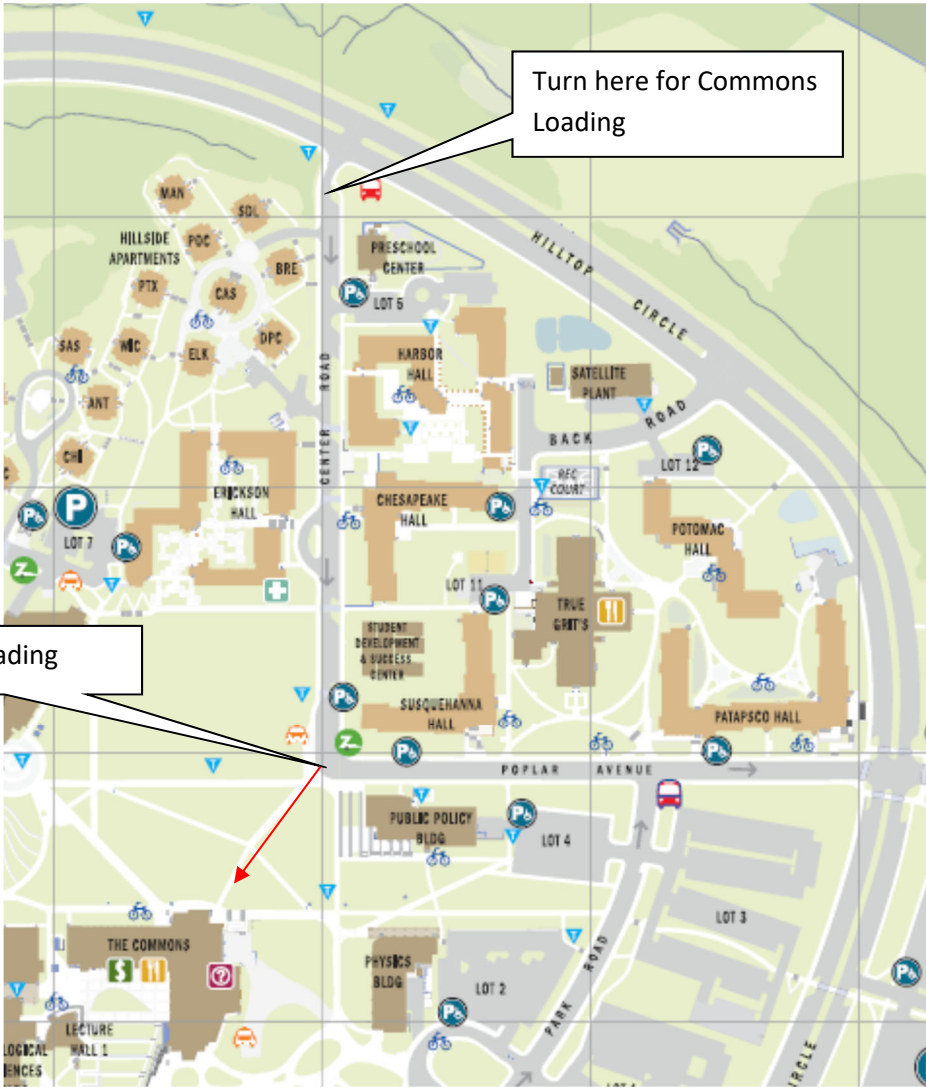 Turn here for Commons
Loading
MAN
SDL
HILLSIDE
APARTMENTS
POC
PRESCHOOL
CENTER
HILLTOP
CIRCLE
BRE
PTX
CAS
LOT 5
DPC
SAS
WIC
ELK
HARBOR
HALL
CENTER ROAD
SATELLITE
PLANT
ANT
BACK ROAD
CHI
C
LOT 12
REC
COURT
ERICKSON
HALL
CHESAPEAKE
HALL
P
LOT 7
POTOMAC
HALL
LOT 11
TRUE
GRIT'S
STUDENT
DEVELOPMENT
& SUCCESS
CENTER
ading
SUSQUEHANNA
HALL
PATAPSCO HALL
POPLAR AVENUE
PUBLIC POLICY
BLDG
LOT 4
LOT 3
THE COMMONS
PHYSICS
BLDG
LOT 2
PARK ROAD
LECTURE
HALL 1
LOGICAL
ENCES
CIRCLE